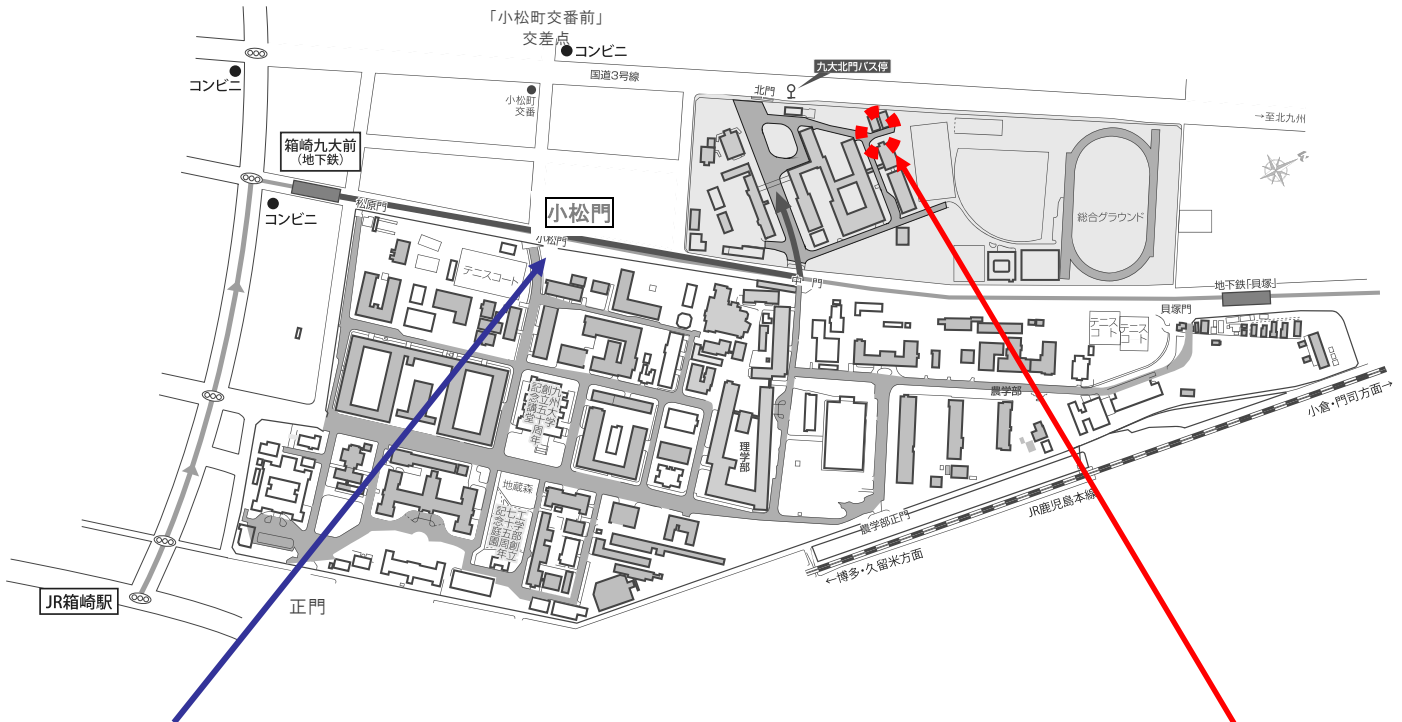 「小松町交番前」
交差点
コンビニ
コンビニ
国道3号線
九大北門バス停
北門
小松町
交番
→至北九州
箱崎九大前
(地下鉄)
松原門
コンビニ
小松門
小松門
総合グラウンド
テニスコート
中門
地下鉄「貝塚」
貝塚門
テニス
コート
テニス
コート
農学部
小倉・門司方面→
九州大学
創立五十周年
記念講堂
理学部
地蔵森
工学部創立
七十五周年
記念庭園
農学部正門
JR鹿児島本線
←博多・久留米方面
JR箱崎駅
正門